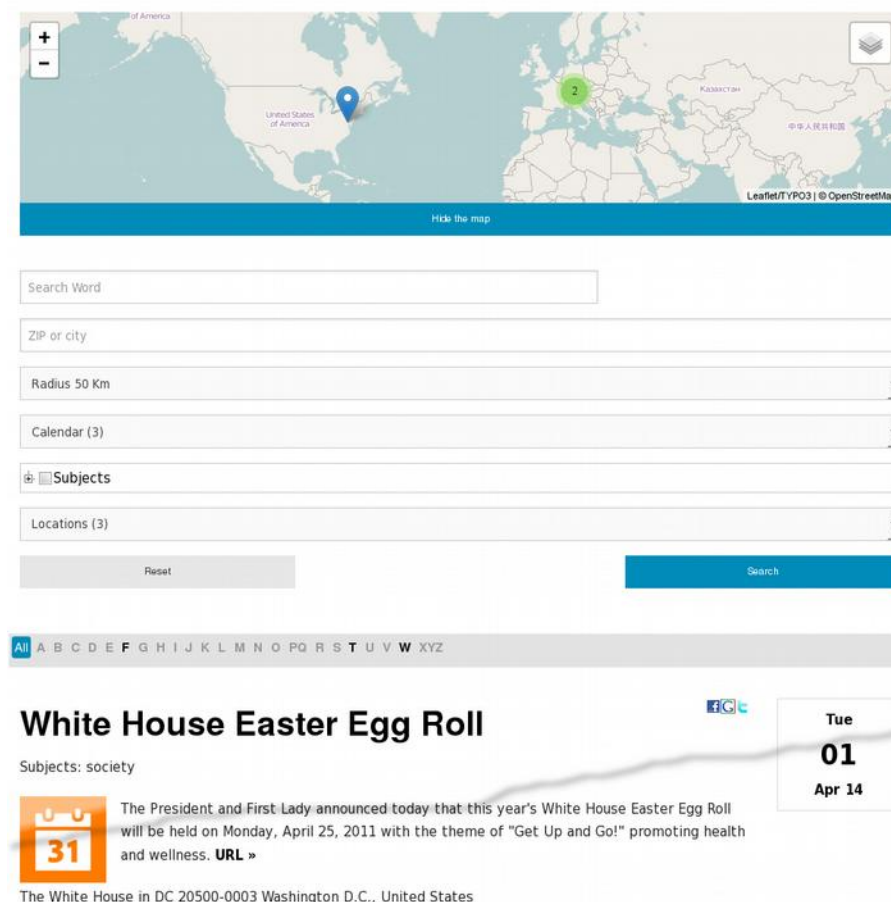 of America
+
-
United States
of America
2
Казахстан
中华人民共和国
Leaflet/TYPO3 | © OpenStreetMa
Hide the map
Search Word
ZIP or city
Radius 50 Km
Calendar (3)
Subjects
Locations (3)
Reset Search
All A B C D E F G H I J K L M N O PQ R S T U V W XYZ
White House Easter Egg Roll
Tue
01
Apr 14
Subjects: society
31
The President and First Lady announced today that this year's White House Easter Egg Roll
will be held on Monday, April 25, 2011 with the theme of "Get Up and Go!" promoting health
and wellness. URL »
The White House in DC 20500-0003 Washington D.C., United States